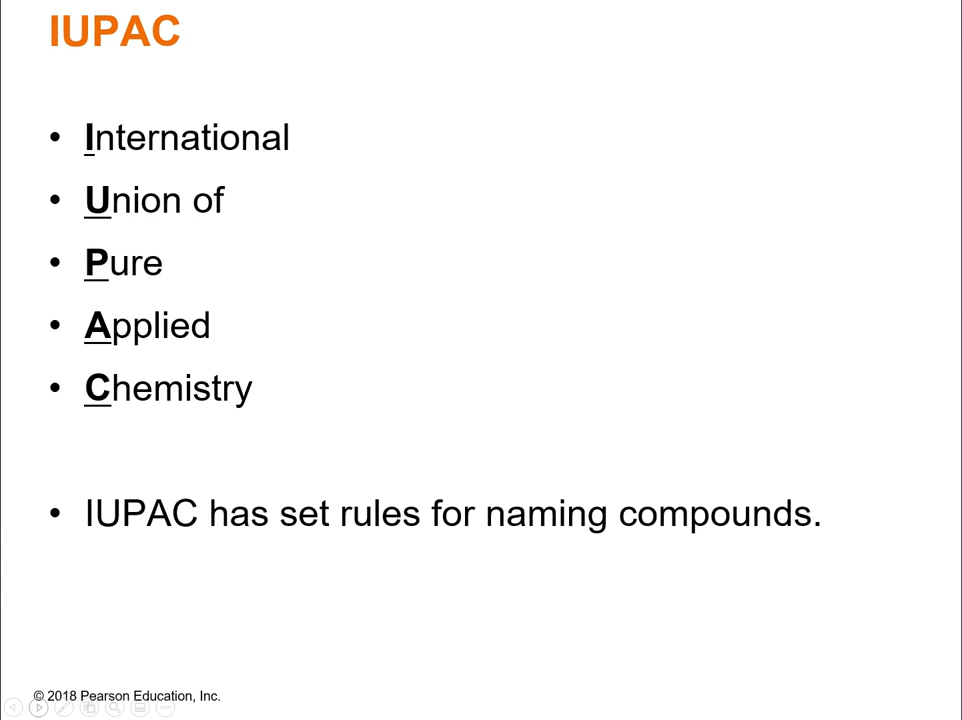 IUPAC
• International
• Union of
• Pure
• Applied
• Chemistry
• IUPAC has set rules for naming compounds.
© 2018 Pearson Education, Inc.